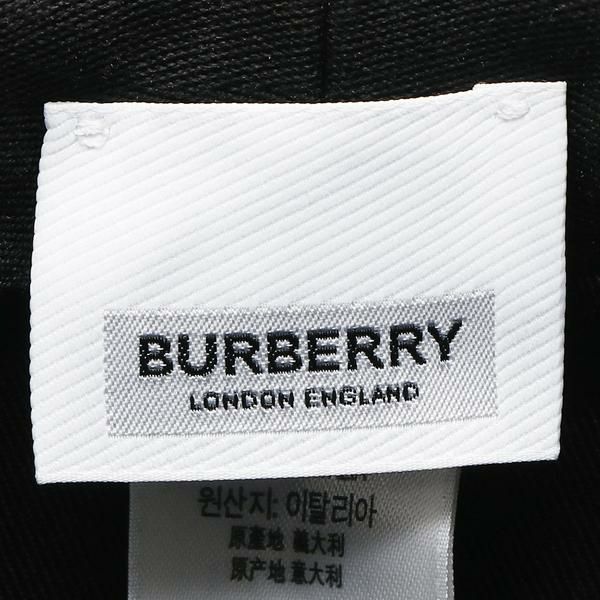 BURBERRY
LONDON ENGLAND
원산지: 이탈리아
原產地 義大利
原产地 意大利